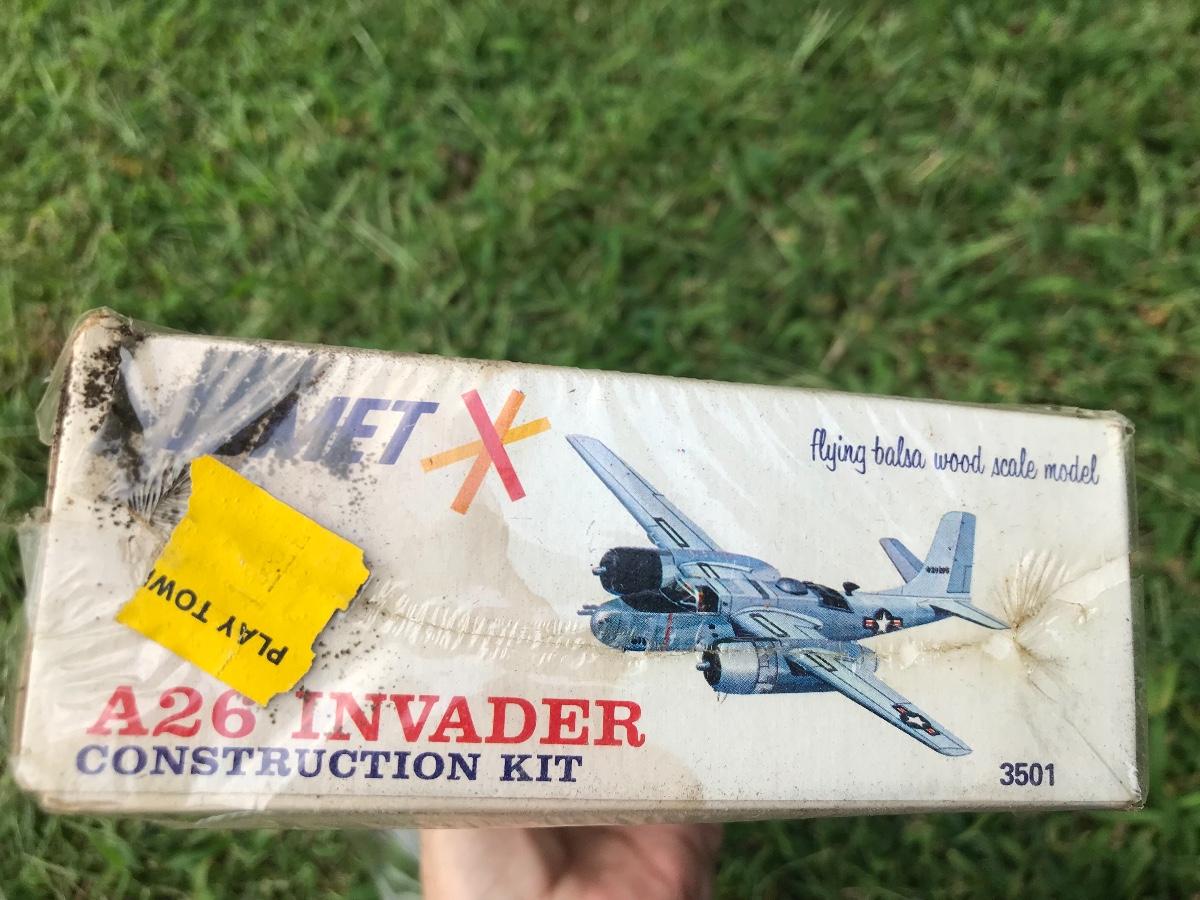 flying balsa wood scale model
PLAY TOW
A26 INVADER
CONSTRUCTION KIT
3501